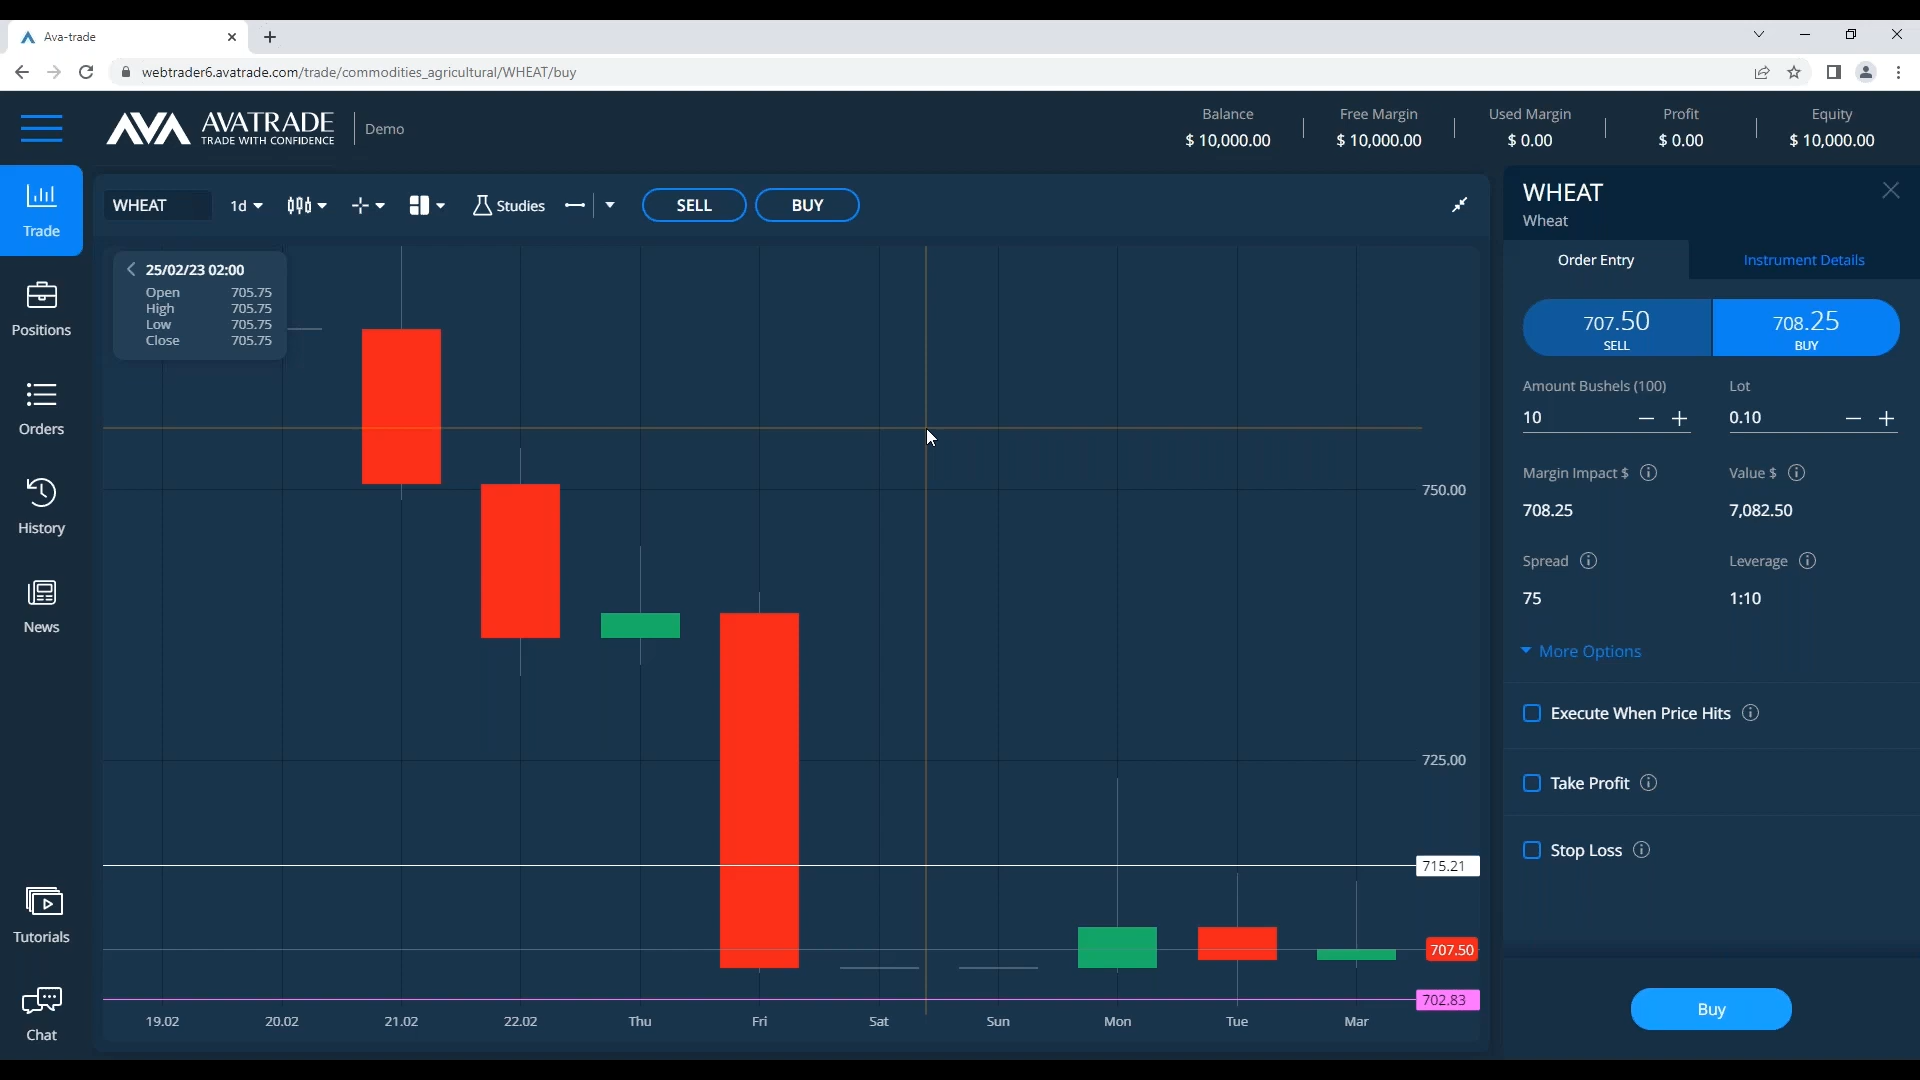 Ava-trade
webtrader6.avatrade.com/trade/commodities_agricultural/WHEAT/buy
AVA AVATRADE TRADE WITH CONFIDENCE Demo
Balance Free Margin Used Margin Profit Equity
$ 10,000.00 $ 10,000.00 $ 0.00 $ 0.00 $ 10,000.00
Trade
Positions
Orders
History
News
Tutorials
Chat
WHEAT 1d Studies SELL BUY
25/02/23 02:00
Open 705.75
High 705.75
Low 705.75
Close 705.75
750.00
725.00
715.21
707.50
702.83
19.02 20.02 21.02 22.02 Thu Fri Sat Sun Mon Tue Mar
WHEAT
Wheat
Order Entry Instrument Details
707.50 708.25
SELL BUY
Amount Bushels (100) Lot
10 − + 0.10 − +
Margin Impact $ Value $
708.25 7,082.50
Spread Leverage
75 1:10
More Options
Execute When Price Hits
Take Profit
Stop Loss
Buy